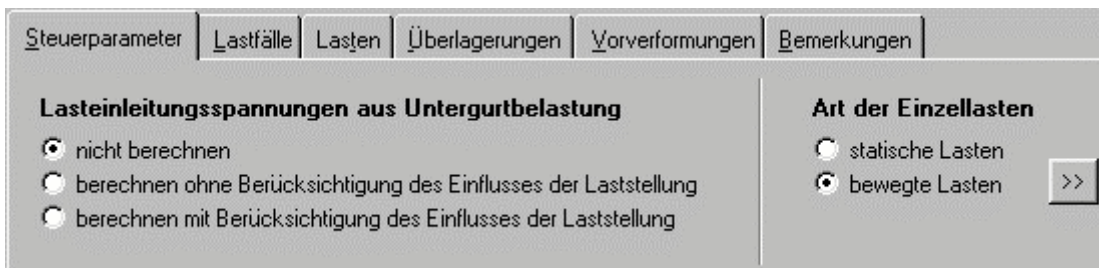 Steuerparameter Lastfälle Lasten Überlagerungen Vorverformungen Bemerkungen
Lasteinleitungsspannungen aus Untergurtbelastung
nicht berechnen
berechnen ohne Berücksichtigung des Einflusses der Laststellung
berechnen mit Berücksichtigung des Einflusses der Laststellung
Art der Einzellasten
statische Lasten
bewegte Lasten >>